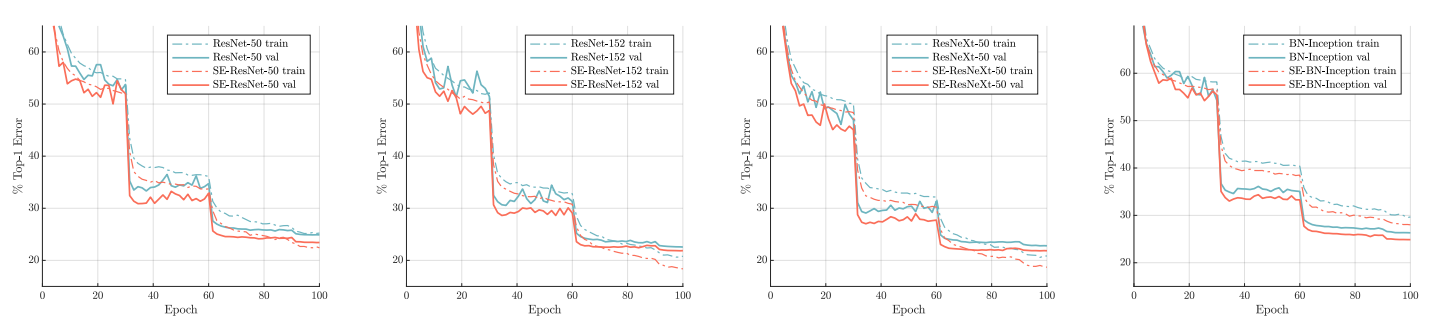 % Top-1 Error
60
50
40
30
20
0 20 40 60 80 100
Epoch
ResNet-50 train
ResNet-50 val
SE-ResNet-50 train
SE-ResNet-50 val
% Top-1 Error
60
50
40
30
20
0 20 40 60 80 100
Epoch
ResNet-152 train
ResNet-152 val
SE-ResNet-152 train
SE-ResNet-152 val
% Top-1 Error
60
50
40
30
20
0 20 40 60 80 100
Epoch
ResNeXt-50 train
ResNeXt-50 val
SE-ResNeXt-50 train
SE-ResNeXt-50 val
% Top-1 Error
60
50
40
30
20
0 20 40 60 80 100
Epoch
BN-Inception train
BN-Inception val
SE-BN-Inception train
SE-BN-Inception val